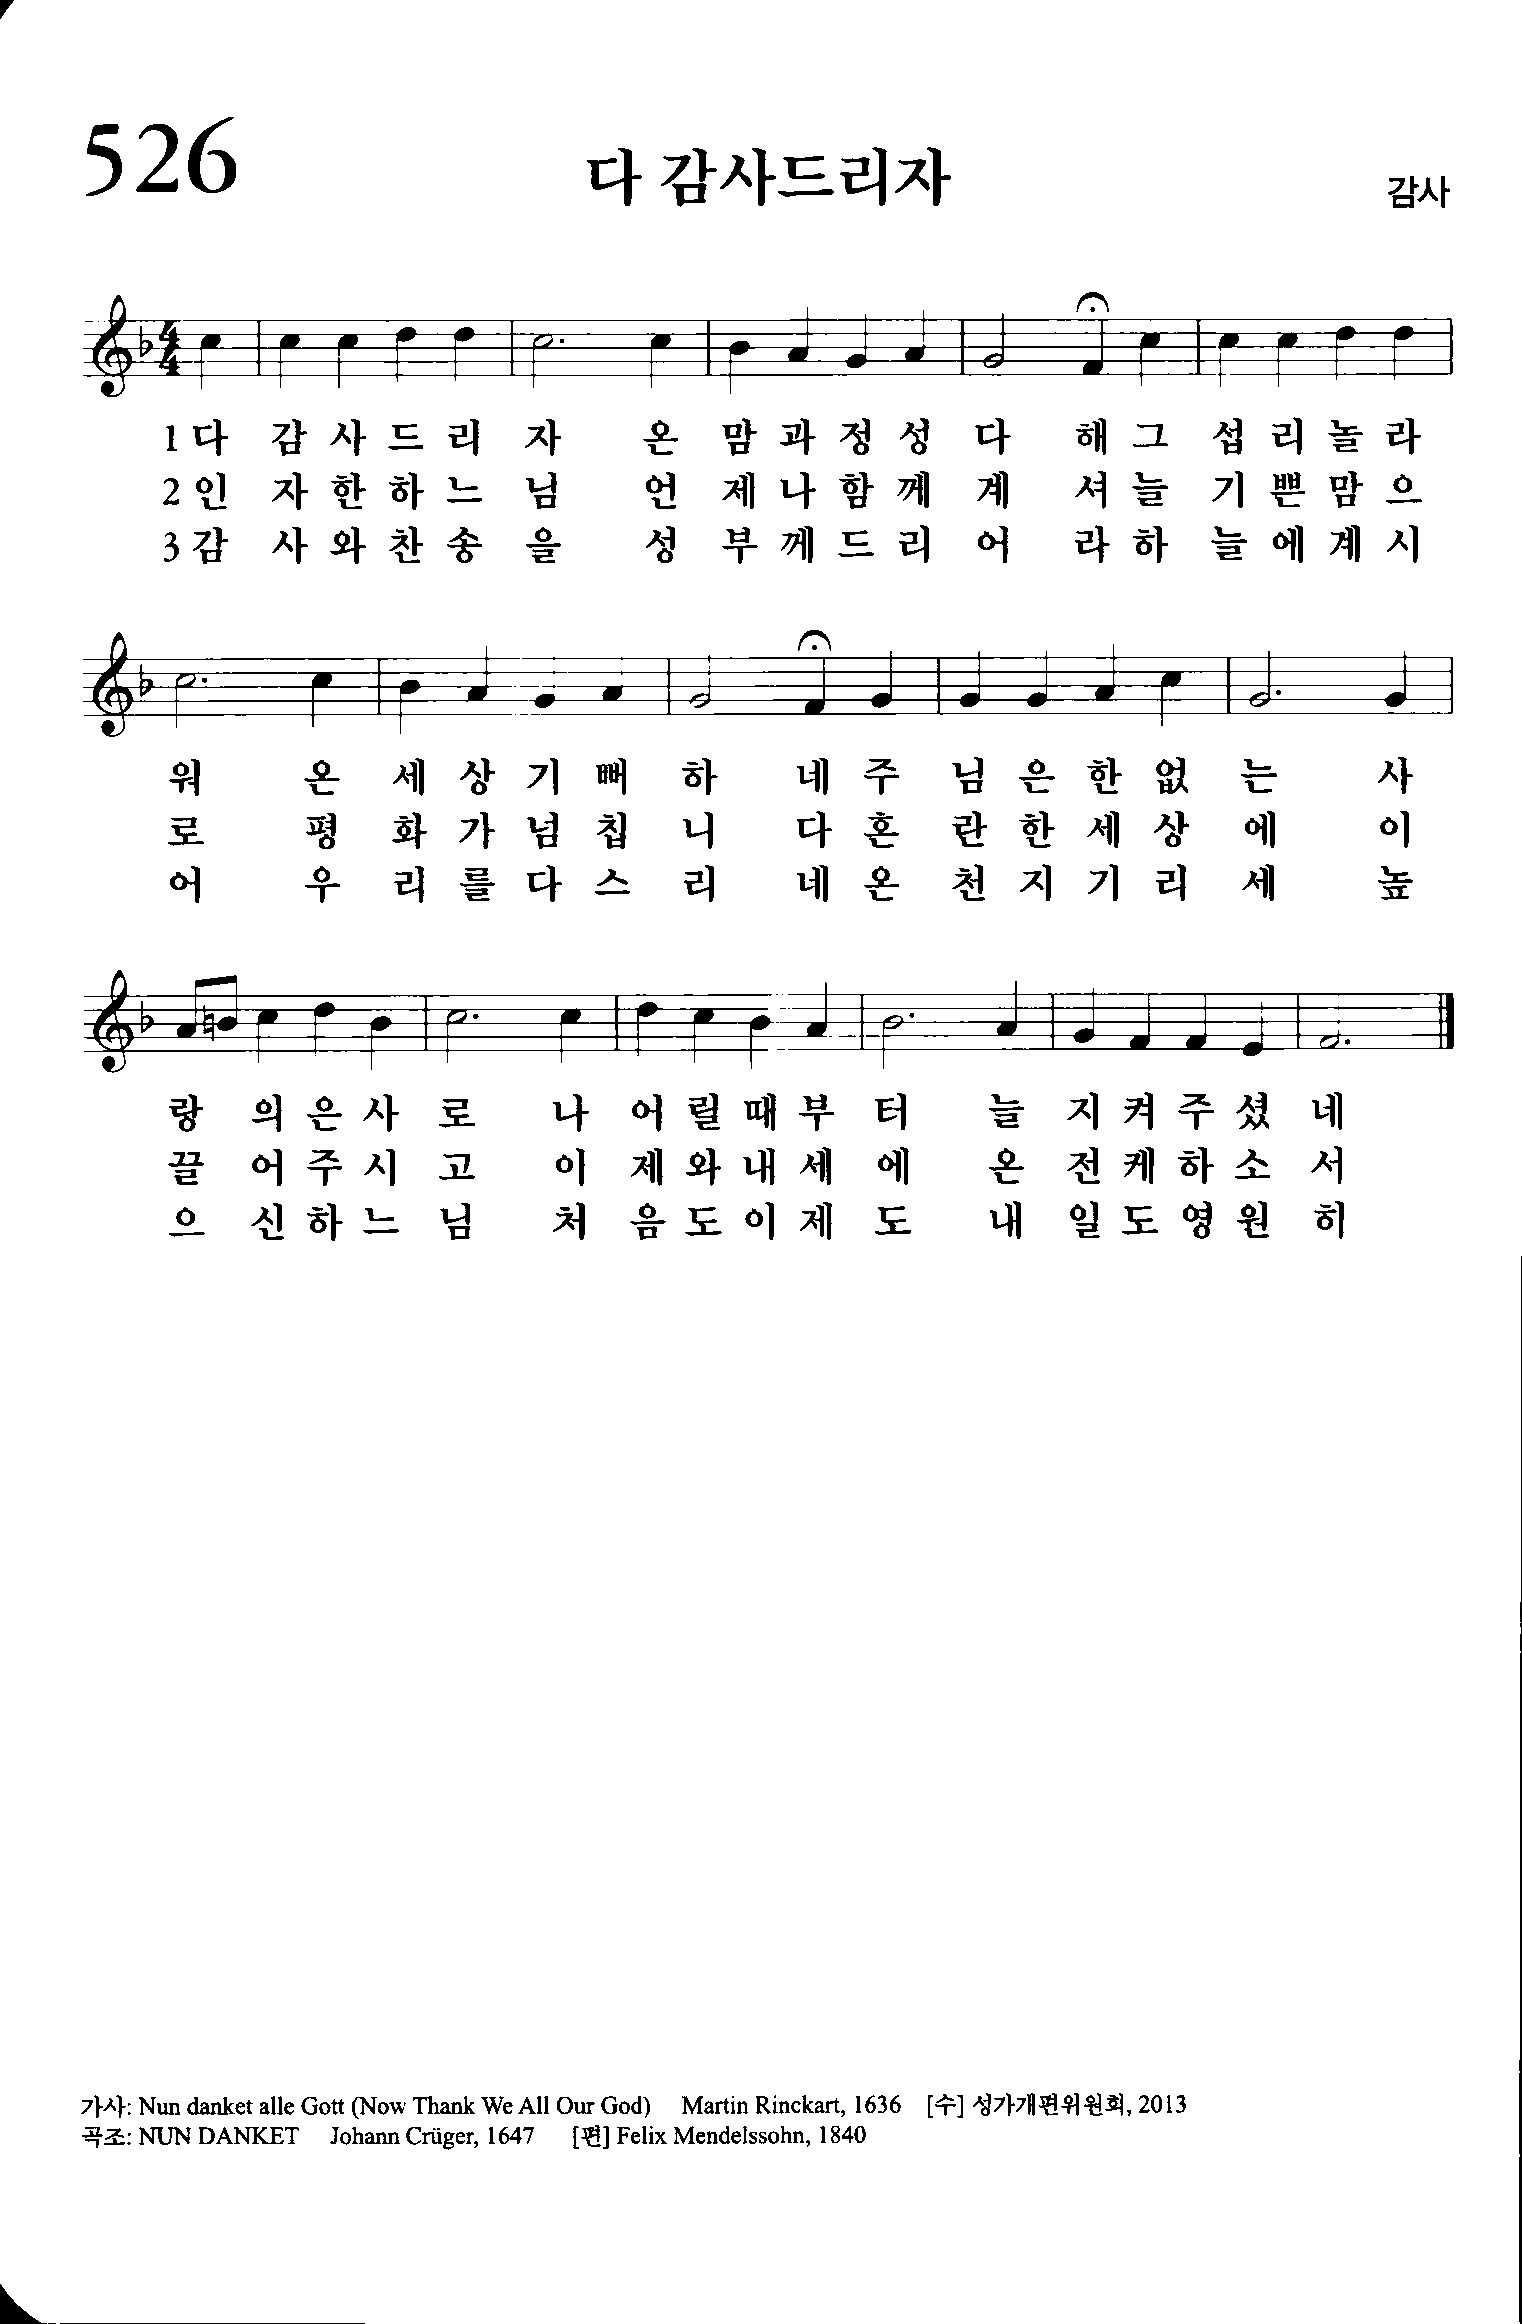 526
다 감사드리자
감사
1 다 감 사 드 리 자 온 맘 과 정 성 다 해 그 섭 리 놀 라
2 인 자 한 하 느 님 언 제 나 함 께 계 셔 늘 기 쁜 맘 으
3 감 사 와 찬 송 을 성 부 께 드 리 어 라 하 늘 에 계 시
워 온 세 상 기 뻐 하 네 주 님 은 한 없 는 사
로 평 화 가 넘 칩 니 다 혼 란 한 세 상 에 이
어 우 리 를 다 스 리 네 온 천 지 기 리 세 높
랑 의 은 사 로 나 어 릴 때 부 터 늘 지 켜 주 셨 네
끌 어 주 시 고 이 제 와 내 세 에 온 전 케 하 소 서
으 신 하 느 님 처 음 도 이 제 도 내 일 도 영 원 히
가사: Nun danket alle Gott (Now Thank We All Our God) Martin Rinckart, 1636 [수] 성가개편위원회, 2013
곡조: NUN DANKET Johann Crüger, 1647 [편] Felix Mendelssohn, 1840